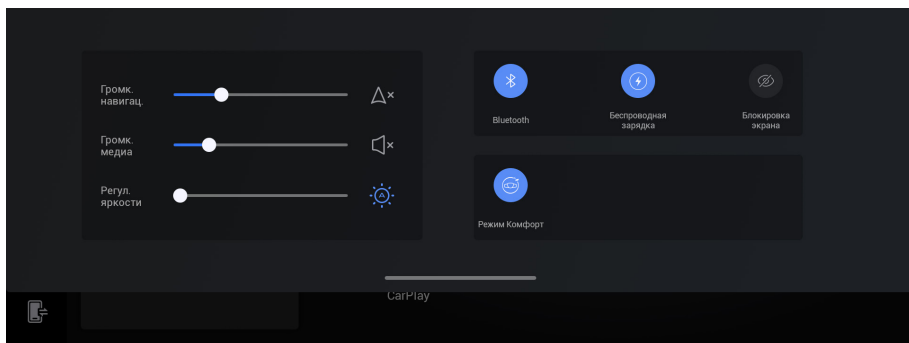 Громк.
навигац.
Громк.
медиа
Регул.
яркости
Bluetooth
Беспроводная
зарядка
Блокировка
экрана
Режим Комфорт
CarPlay